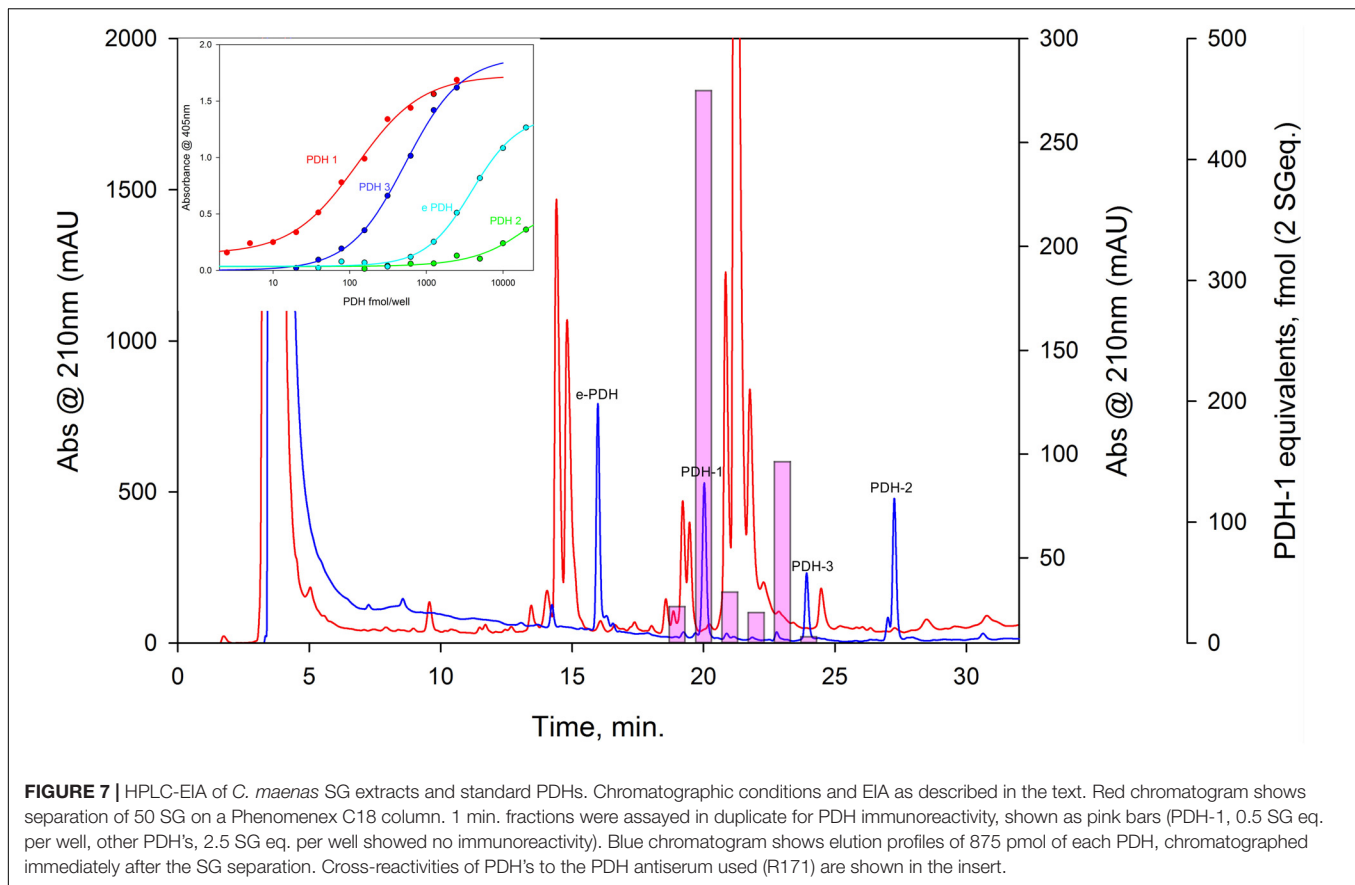 2000
1500
1000
500
0
Abs @ 210nm (mAU)
2.0
1.5
1.0
0.5
0.0
Absorbance @ 405nm
PDH 1
PDH 3
e PDH
PDH 2
10
100
1000
10000
PDH fmol/well
e-PDH
PDH-1
PDH-3
PDH-2
300
250
200
150
100
50
0
Abs @ 210nm (mAU)
500
400
300
200
100
0
PDH-1 equivalents, fmol (2 SGeq.)
0
5
10
15
20
25
30
Time, min.
FIGURE 7 | HPLC-EIA of C. maenas SG extracts and standard PDHs. Chromatographic conditions and EIA as described in the text. Red chromatogram shows
separation of 50 SG on a Phenomenex C18 column. 1 min. fractions were assayed in duplicate for PDH immunoreactivity, shown as pink bars (PDH-1, 0.5 SG eq.
per well, other PDH's, 2.5 SG eq. per well showed no immunoreactivity). Blue chromatogram shows elution profiles of 875 pmol of each PDH, chromatographed
immediately after the SG separation. Cross-reactivities of PDH's to the PDH antiserum used (R171) are shown in the insert.